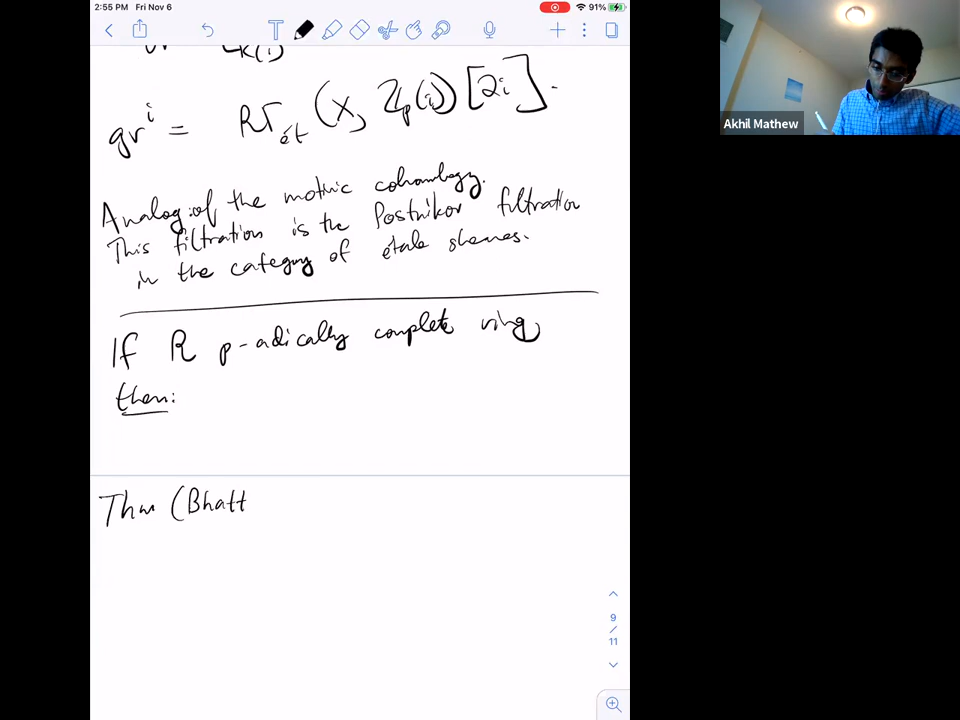 2:55 PM Fri Nov 6
91%
gr^i = RΓ_ét (X, Z_p(i)) [2i].
Analog of the motivic cohomology.
This filtration is the Postnikov filtration
in the category of étale sheaves.
If R p-adically complete ring
then:
Thm (Bhatt
9
/
11
Akhil Mathew